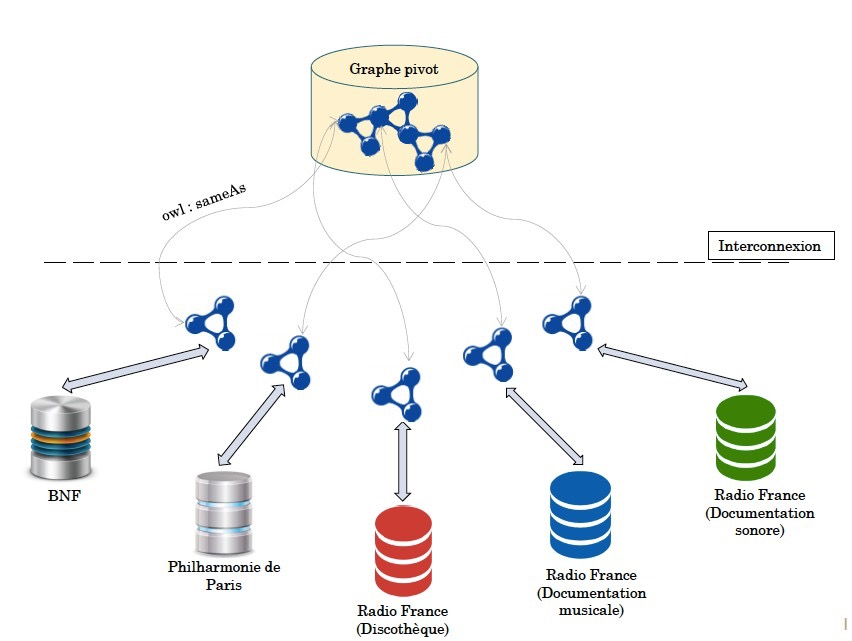 Graphe pivot
owl : sameAs
Interconnexion
BNF
Philharmonie de
Paris
Radio France
(Discothèque)
Radio France
(Documentation
musicale)
Radio France
(Documentation
sonore)